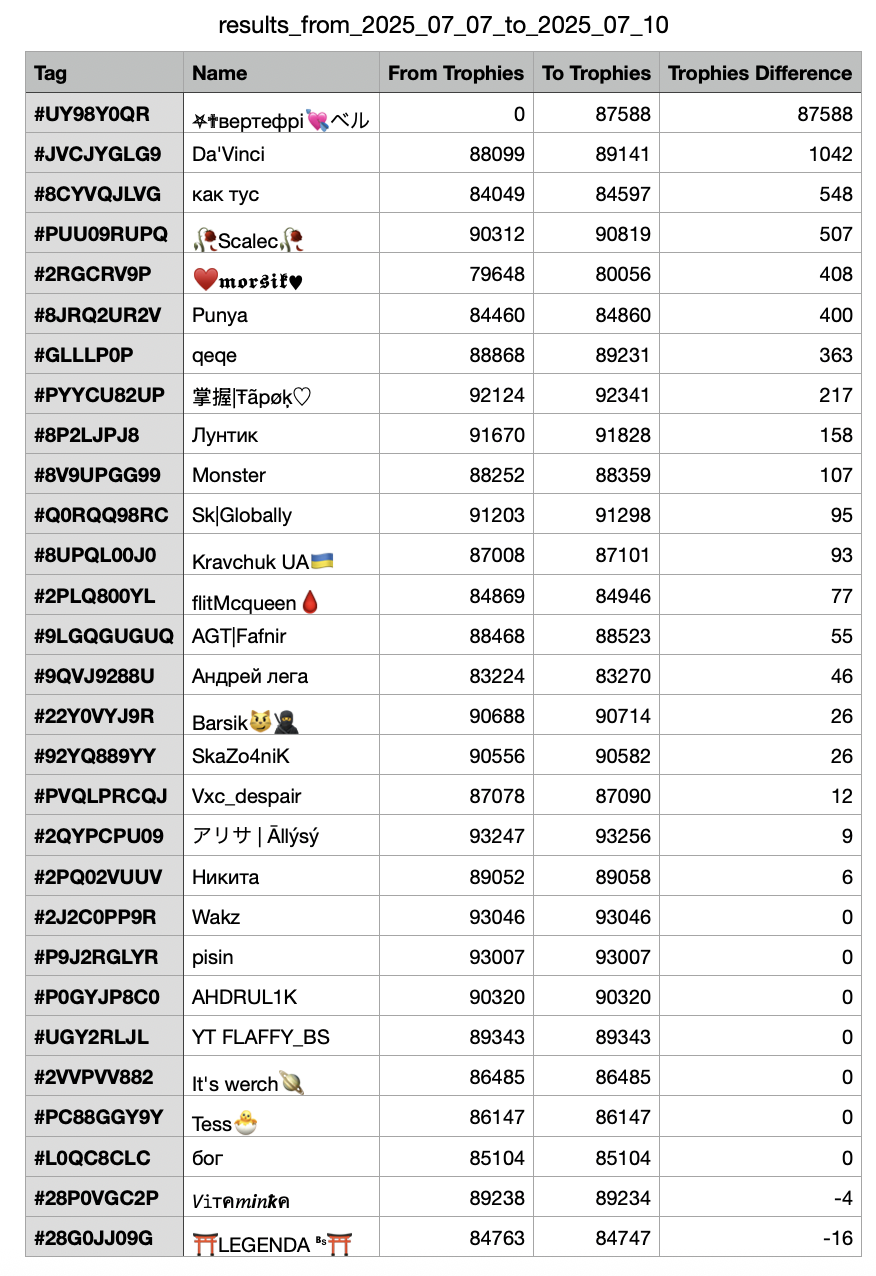 results_from_2025_07_07_to_2025_07_10
Tag Name From Trophies To Trophies Trophies Difference
#UY98Y0QR ⛧✟вертефрі💘ベル 0 87588 87588
#JVCJYGLG9 Da'Vinci 88099 89141 1042
#8CYVQJLVG как тус 84049 84597 548
#PUU09RUPQ 🥀Scalec🥀 90312 90819 507
#2RGCRV9P ❤️𝖒𝖔𝖗𝖘𝖎𝖐♥ 79648 80056 408
#8JRQ2UR2V Punya 84460 84860 400
#GLLLP0P qeqe 88868 89231 363
#PYYCU82UP 掌握|Ŧãpøķ♡ 92124 92341 217
#8P2LJPJ8 Лунтик 91670 91828 158
#8V9UPGG99 Monster 88252 88359 107
#Q0RQQ98RC Sk|Globally 91203 91298 95
#8UPQL00J0 Kravchuk UA🇺🇦 87008 87101 93
#2PLQ800YL flitMcqueen🩸 84869 84946 77
#9LGQGUGUQ AGT|Fafnir 88468 88523 55
#9QVJ9288U Андрей лега 83224 83270 46
#22Y0VYJ9R Barsik😼🥷 90688 90714 26
#92YQ889YY SkaZo4niK 90556 90582 26
#PVQLPRCQJ Vxc_despair 87078 87090 12
#2QYPCPU09 アリサ | Āllýsý 93247 93256 9
#2PQ02VUUV Никита 89052 89058 6
#2J2C0PP9R Wakz 93046 93046 0
#P9J2RGLYR pisin 93007 93007 0
#P0GYJP8C0 AHDRUL1K 90320 90320 0
#UGY2RLJL YT FLAFFY_BS 89343 89343 0
#2VVPVV882 It's werch🪐 86485 86485 0
#PC88GGY9Y Tess🐣 86147 86147 0
#L0QC8CLC бог 85104 85104 0
#28P0VGC2P 𝘝𝚒тค𝘮𝙞𝘯𝙠ค 89238 89234 -4
#28G0JJ09G ⛩️LEGENDA ᴮˢ⛩️ 84763 84747 -16